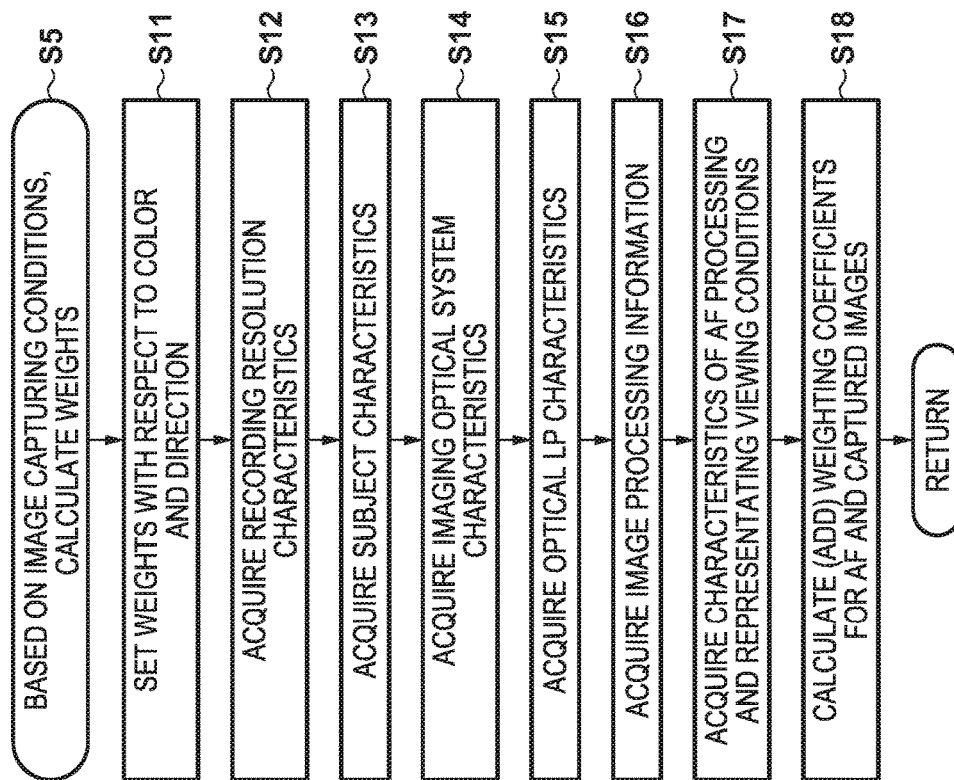 BASED ON IMAGE CAPTURING CONDITIONS,
CALCULATE WEIGHTS
S5
SET WEIGHTS WITH RESPECT TO COLOR
AND DIRECTION
S11
ACQUIRE RECORDING RESOLUTION
CHARACTERISTICS
S12
ACQUIRE SUBJECT CHARACTERISTICS
S13
ACQUIRE IMAGING OPTICAL SYSTEM
CHARACTERISTICS
S14
ACQUIRE OPTICAL LP CHARACTERISTICS
S15
ACQUIRE IMAGE PROCESSING INFORMATION
S16
ACQUIRE CHARACTERISTICS OF AF PROCESSING
AND REPRESENTATING VIEWING CONDITIONS
S17
CALCULATE (ADD) WEIGHTING COEFFICIENTS
FOR AF AND CAPTURED IMAGES
S18
RETURN